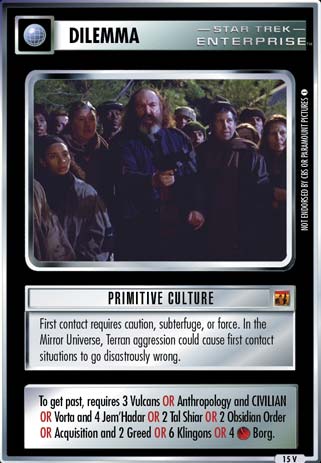 DILEMMA
STAR TREK
ENTERPRISE™
NOT ENDORSED BY CBS OR PARAMOUNT PICTURES
PRIMITIVE CULTURE
First contact requires caution, subterfuge, or force. In the
Mirror Universe, Terran aggression could cause first contact
situations to go disastrously wrong.
To get past, requires 3 Vulcans OR Anthropology and CIVILIAN
OR Vorta and 4 Jem'Hadar OR 2 Tal Shiar OR 2 Obsidian Order
OR Acquisition and 2 Greed OR 6 Klingons OR 4 Borg.
15 V